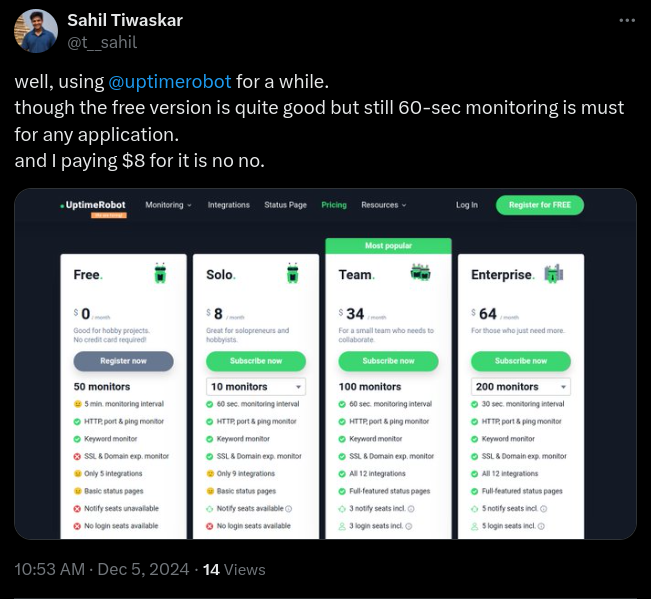 Sahil Tiwaskar
@t__sahil
well, using @uptimerobot for a while.
though the free version is quite good but still 60-sec monitoring is must
for any application.
and I paying $8 for it is no no.
UptimeRobot
Monitoring Integrations Status Page Pricing Resources Log In Register for FREE
Most popular
Free.
$ 0 / month
Good for hobby projects.
No credit card required!
Register now
50 monitors
5 min. monitoring interval
HTTP, port & ping monitor
Keyword monitor
SSL & Domain exp. monitor
Only 5 integrations
Basic status pages
Notify seats unavailable
No login seats available
Solo.
$ 8 / month
Great for solopreneurs and
hobbyists.
Subscribe now
10 monitors
60 sec. monitoring interval
HTTP, port & ping monitor
Keyword monitor
SSL & Domain exp. monitor
Only 9 integrations
Basic status pages
Notify seats available
No login seats available
Team.
$ 34 / month
For a small team who needs to
collaborate.
Subscribe now
100 monitors
60 sec. monitoring interval
HTTP, port & ping monitor
Keyword monitor
SSL & Domain exp. monitor
All 12 integrations
Full-featured status pages
3 notify seats incl.
3 login seats incl.
Enterprise.
$ 64 / month
For those who just need more.
Subscribe now
200 monitors
30 sec. monitoring interval
HTTP, port & ping monitor
Keyword monitor
SSL & Domain exp. monitor
All 12 integrations
Full-featured status pages
5 notify seats incl.
5 login seats incl.
10:53 AM · Dec 5, 2024 · 14 Views